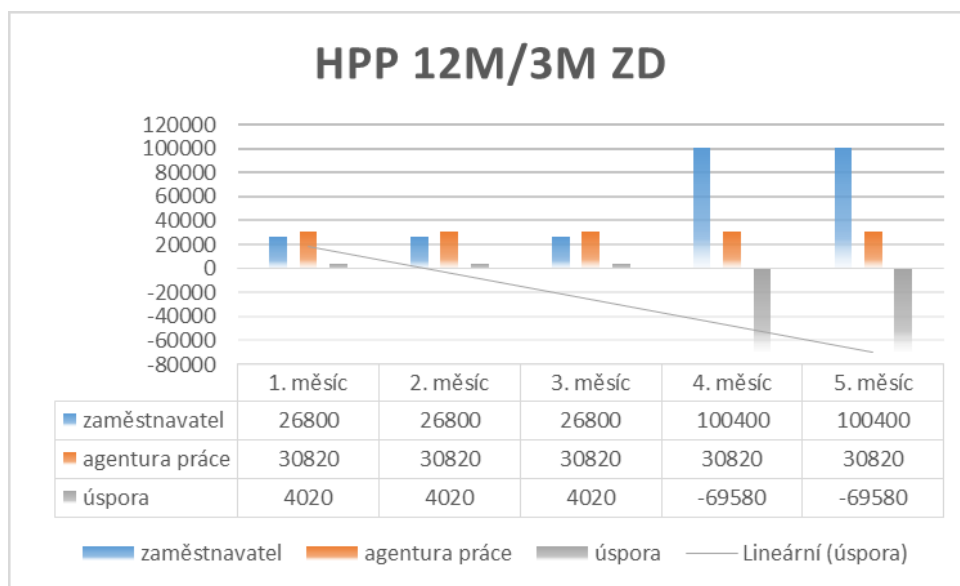 HPP 12M/3M ZD
120000
100000
80000
60000
40000
20000
0
-20000
-40000
-60000
-80000
1. měsíc 2. měsíc 3. měsíc 4. měsíc 5. měsíc
zaměstnavatel 26800 26800 26800 100400 100400
agentura práce 30820 30820 30820 30820 30820
úspora 4020 4020 4020 -69580 -69580
zaměstnavatel agentura práce úspora Lineární (úspora)